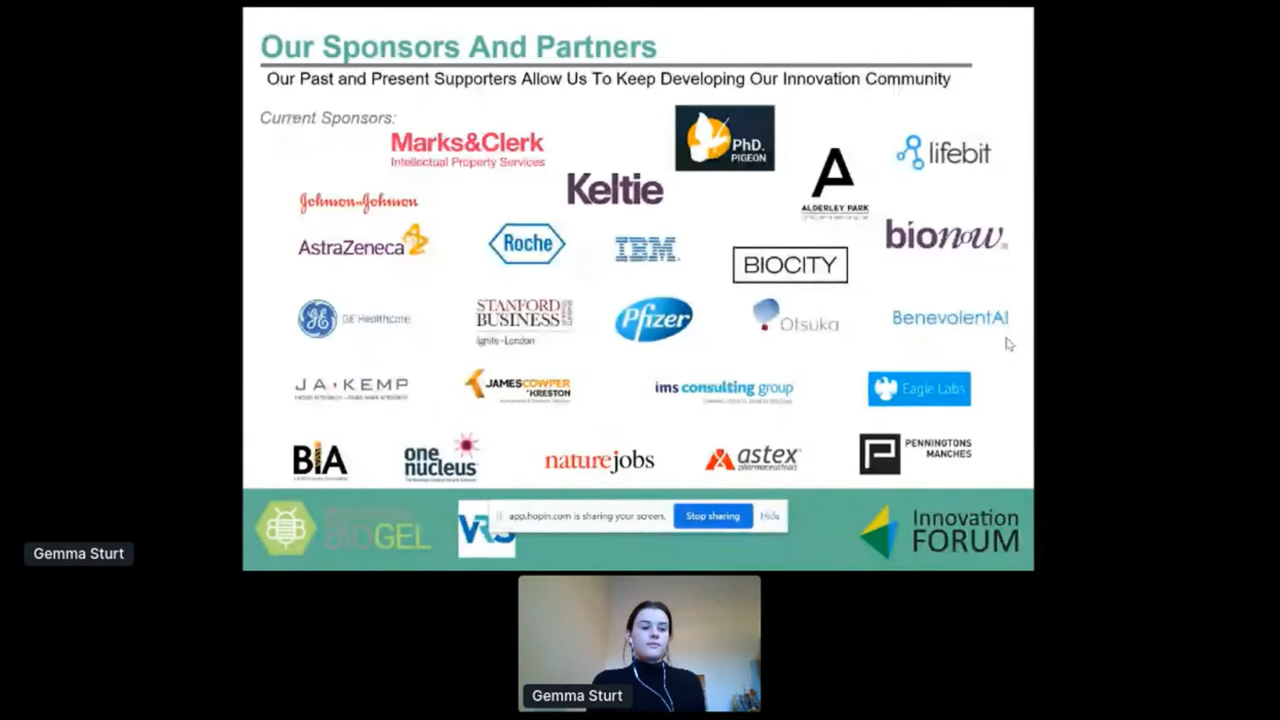 Our Sponsors And Partners
Our Past and Present Supporters Allow Us To Keep Developing Our Innovation Community
Current Sponsors:
Marks&Clerk
Intellectual Property Services
PhD.
PIGEON
lifebit
Keltie
A
ALDERLEY PARK
Johnson&Johnson
AstraZeneca
Roche
IBM
BIOCITY
bionow
GE Healthcare
STANFORD
BUSINESS
Ignite - London
Pfizer
Otsuka
BenevolentAI
JA KEMP
JAMES COWPER
KRESTON
ims consulting group
Eagle Labs
BIA
one
nucleus
naturejobs
astex
pharmaceuticals
PENNINGTONS
MANCHES
BIOGEL
app.hopin.com is sharing your screen.
Stop sharing
Hide
Innovation
FORUM
Gemma Sturt
Gemma Sturt